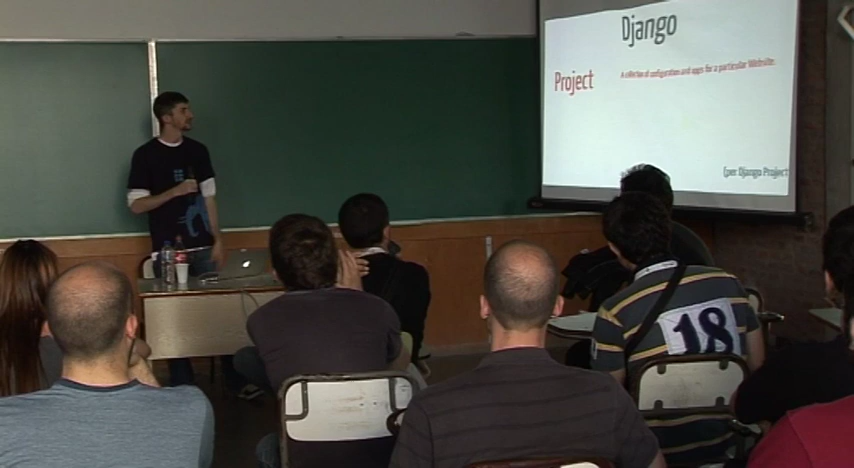 Django
Project
A collection of configuration and apps for a particular Website.
(per Django Project
18